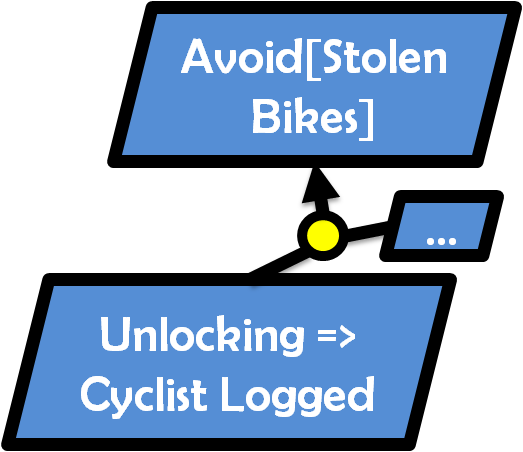 Avoid[Stolen
Bikes]
...
Unlocking =>
Cyclist Logged